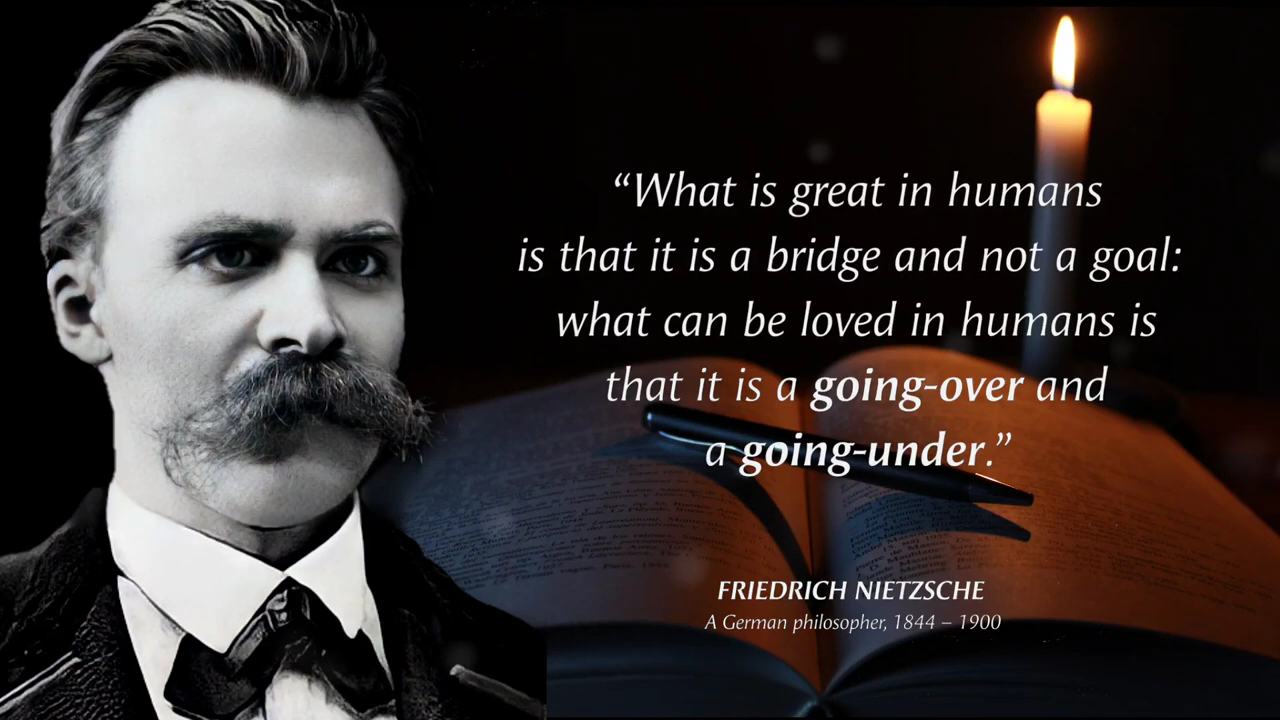 “What is great in humans
is that it is a bridge and not a goal:
what can be loved in humans is
that it is a going-over and
a going-under.”
FRIEDRICH NIETZSCHE
A German philosopher, 1844 – 1900